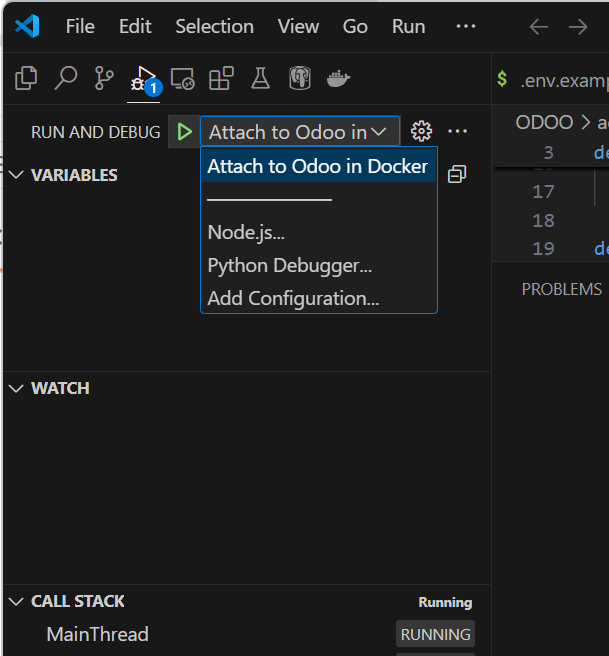 File Edit Selection View Go Run ...
1
$ .env.examp
RUN AND DEBUG Attach to Odoo in
ODOO > a
Attach to Odoo in Docker
VARIABLES
3 de
17
18
19 de
Node.js...
Python Debugger...
Add Configuration...
PROBLEMS
WATCH
CALL STACK Running
MainThread RUNNING